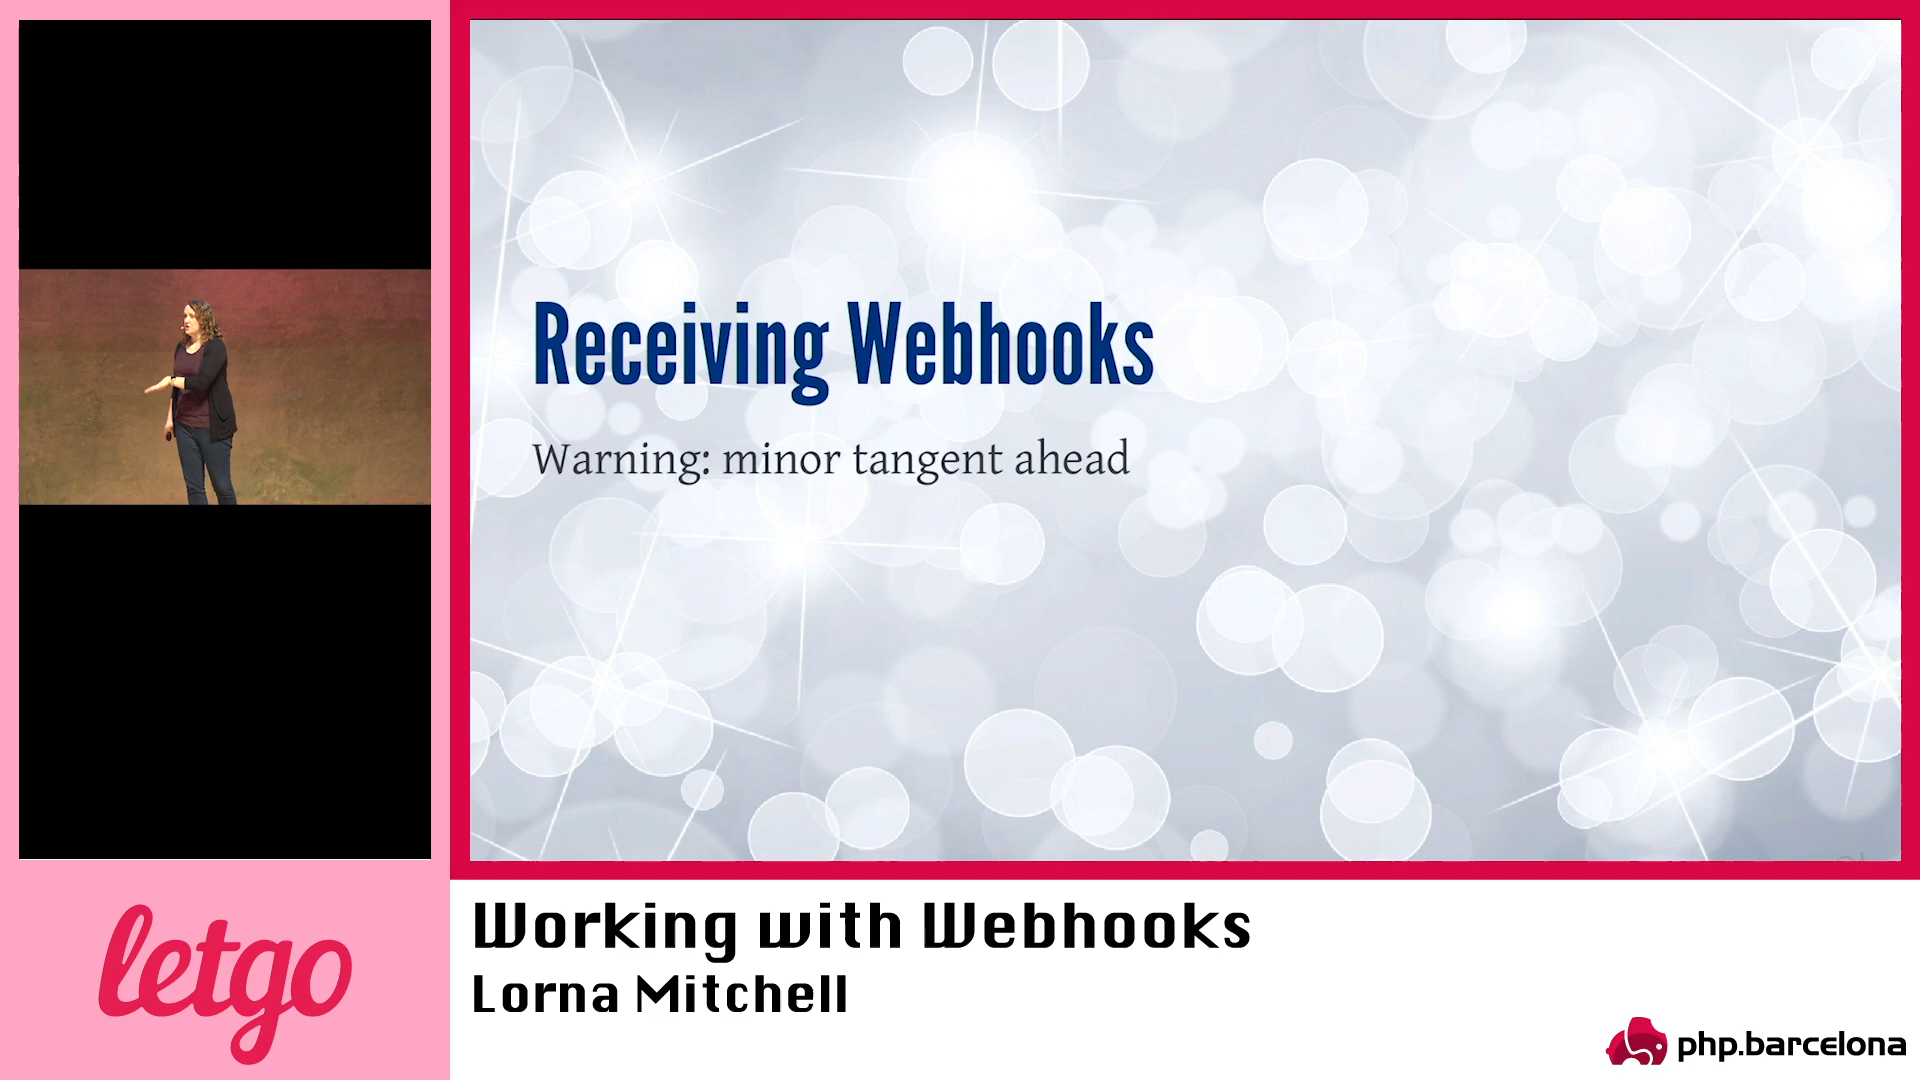 Receiving Webhooks
Warning: minor tangent ahead
letgo
Working with Webhooks
Lorna Mitchell
php.barcelona